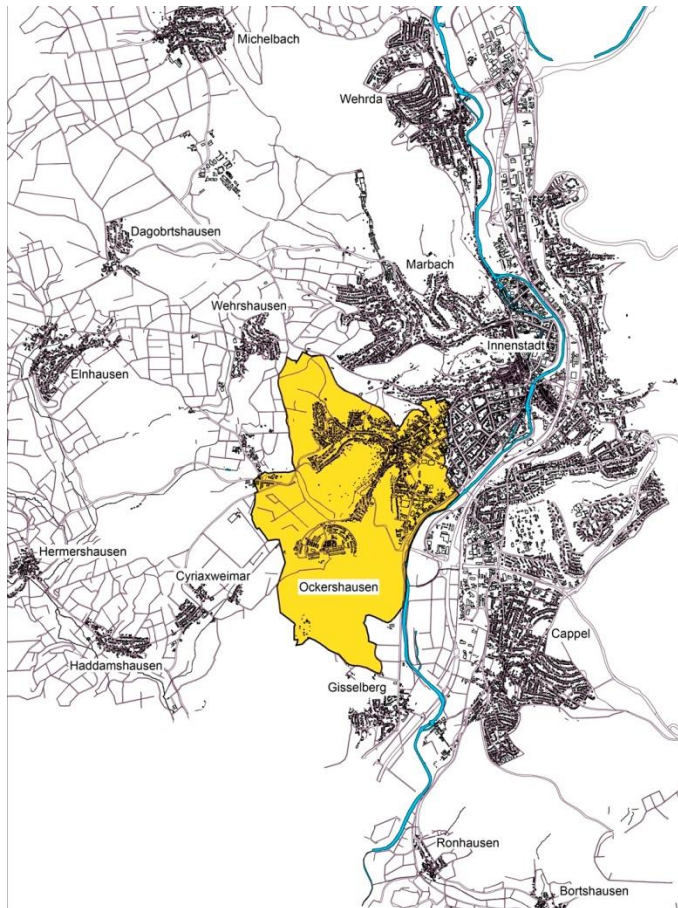 Michelbach
Wehrda
Dagobrtshausen
Marbach
Wehrshausen
Innenstadt
Elnhausen
Hermershausen
Cyriaxweimar
Ockershausen
Cappel
Haddamshausen
Gisselberg
Ronhausen
Bortshausen